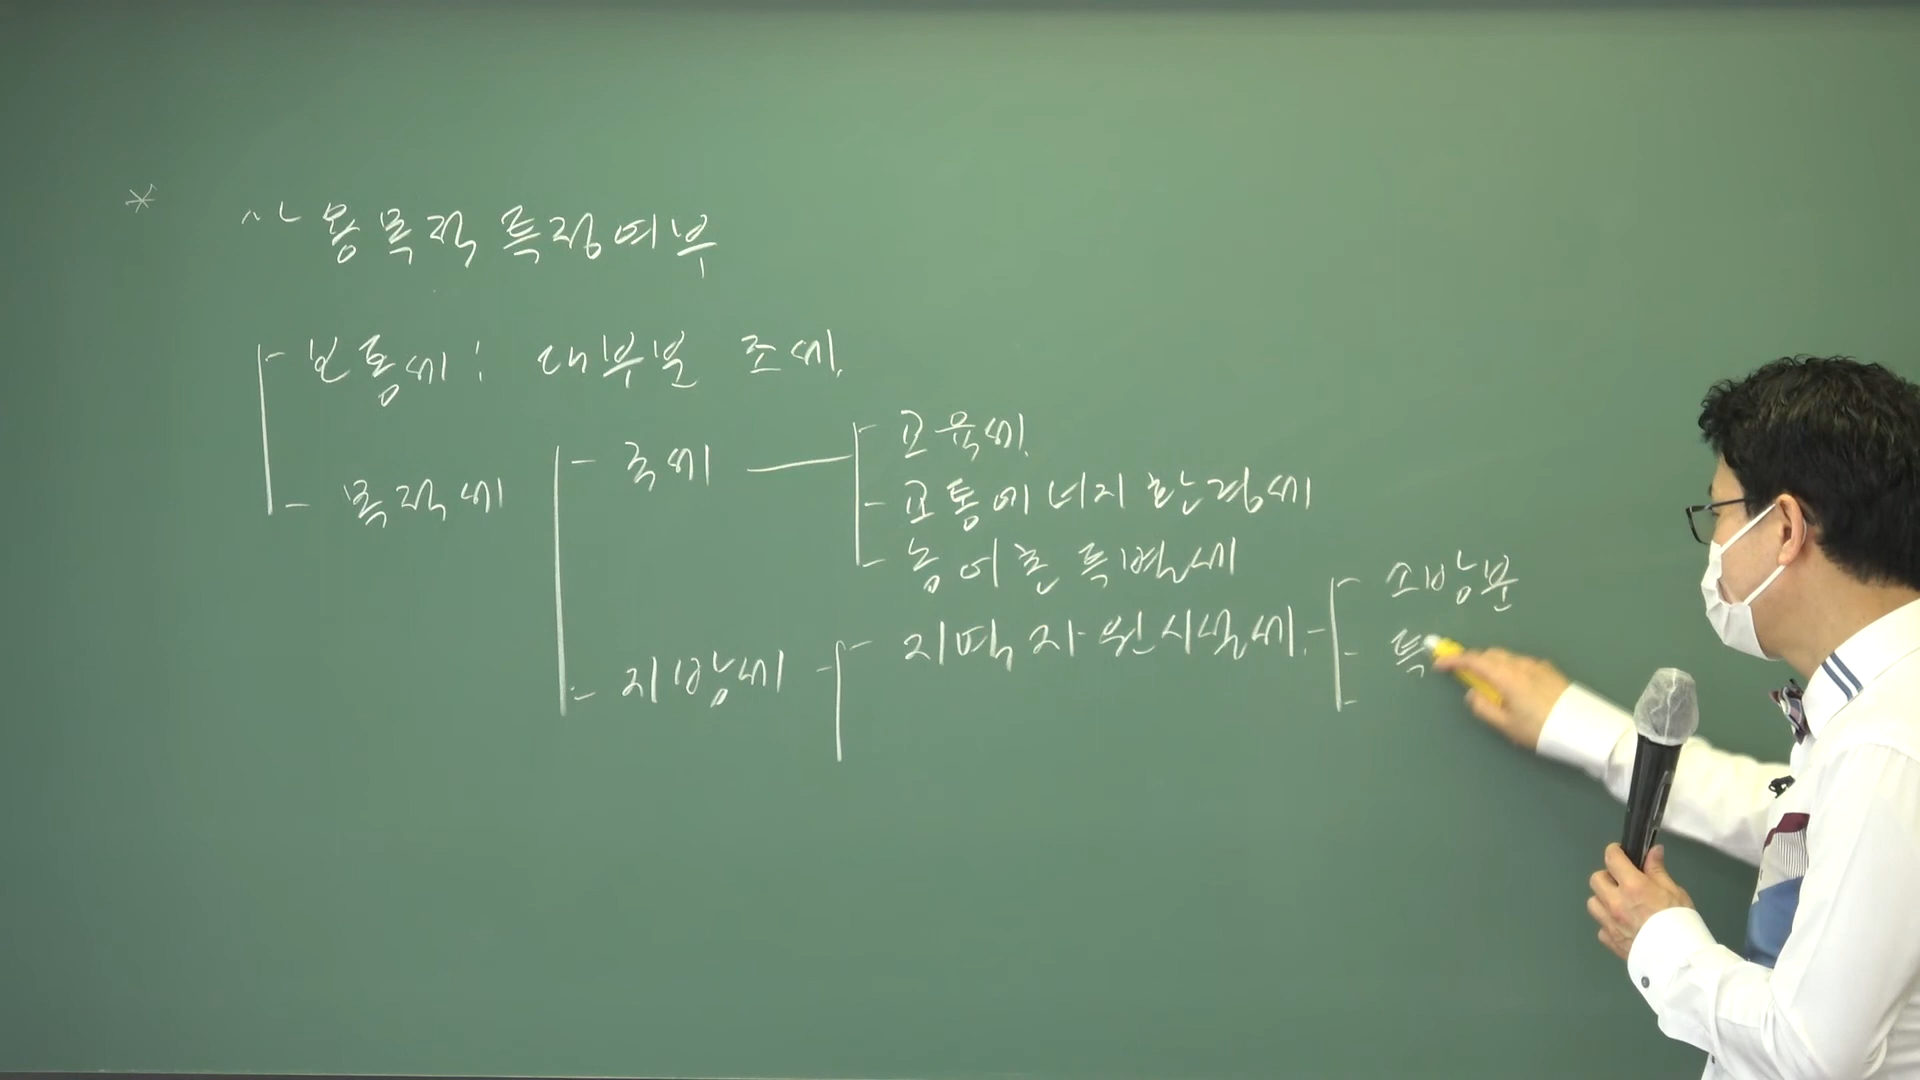 * 사용목적 특정여부
보통세 : 대부분 조세.
목적세
국세
교육세.
교통에너지환경세
농어촌특별세
지방세
지역자원시설세.
소방분
특